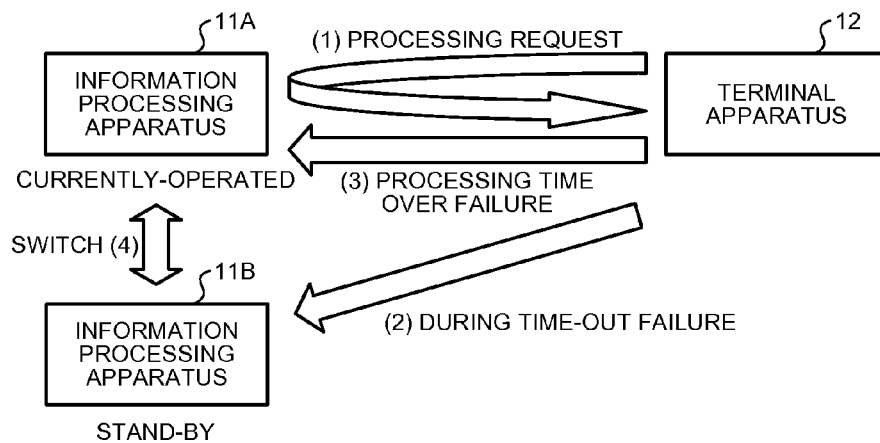 11A
(1) PROCESSING REQUEST
12
INFORMATION
PROCESSING
APPARATUS
TERMINAL
APPARATUS
CURRENTLY-OPERATED
(3) PROCESSING TIME
OVER FAILURE
SWITCH (4)
11B
INFORMATION
PROCESSING
APPARATUS
(2) DURING TIME-OUT FAILURE
STAND-BY